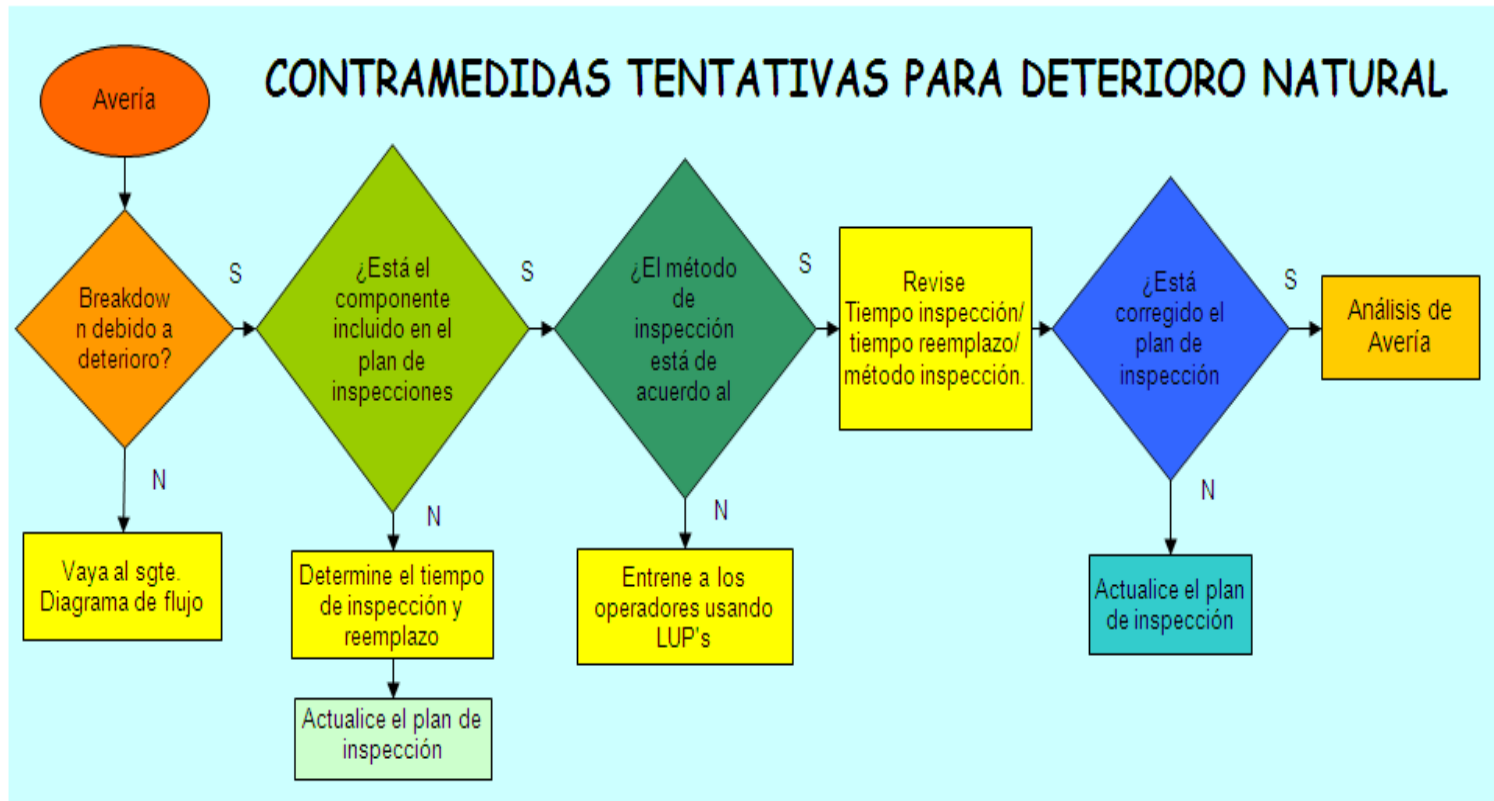 CONTRAMEDIDAS TENTATIVAS PARA DETERIORO NATURAL
Avería
Breakdow
n debido a
deterioro?
S
N
Vaya al sgte.
Diagrama de flujo
¿Está el
componente
incluido en el
plan de
inspecciones
S
N
Determine el tiempo
de inspección y
reemplazo
Actualice el plan de
inspección
¿El método
de
inspección
está de
acuerdo al
S
N
Entrene a los
operadores usando
LUP's
Revise
Tiempo inspección/
tiempo reemplazo/
método inspección.
¿Está
corregido el
plan de
inspección
S
N
Actualice el plan
de inspección
Análisis de
Avería